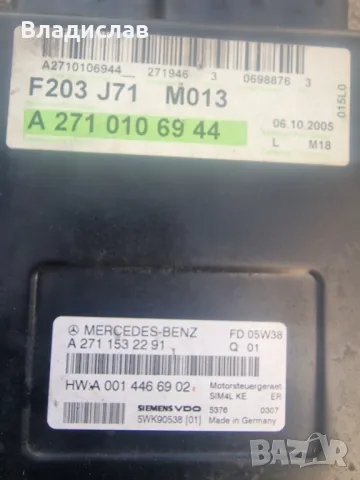 Владислав
A2710106944 271946 3 0698876 3
F203 J71 M013
015L0
A 271 010 69 44
06.10.2005
L M18
MERCEDES-BENZ FD 05W38
A 271 153 22 91 Q 01
HW:A 001 446 69 02 Motorsteuergeraet
SIM4L KE ER
SIEMENS VDO 5376 0307
5WK90538 [01] Made in Germany
BAZAR